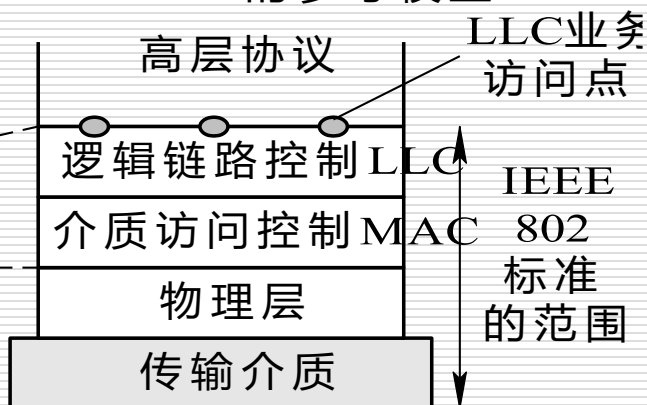 高层协议
LLC业务
访问点
逻辑链路控制LLC
介质访问控制MAC
物理层
传输介质
IEEE
802
标准
的范围